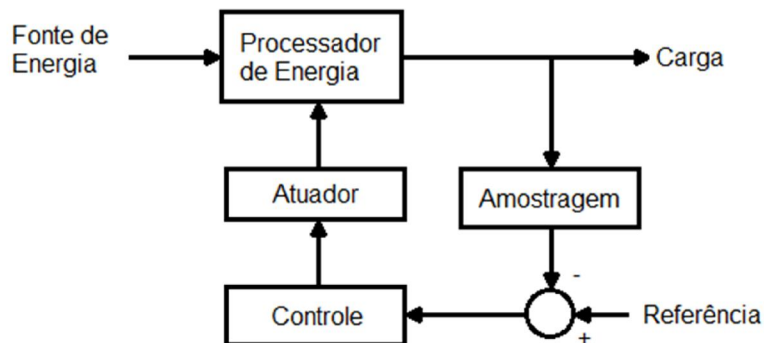 Fonte de
Energia
Processador
de Energia
Carga
Atuador
Amostragem
-
Controle
Referência
+